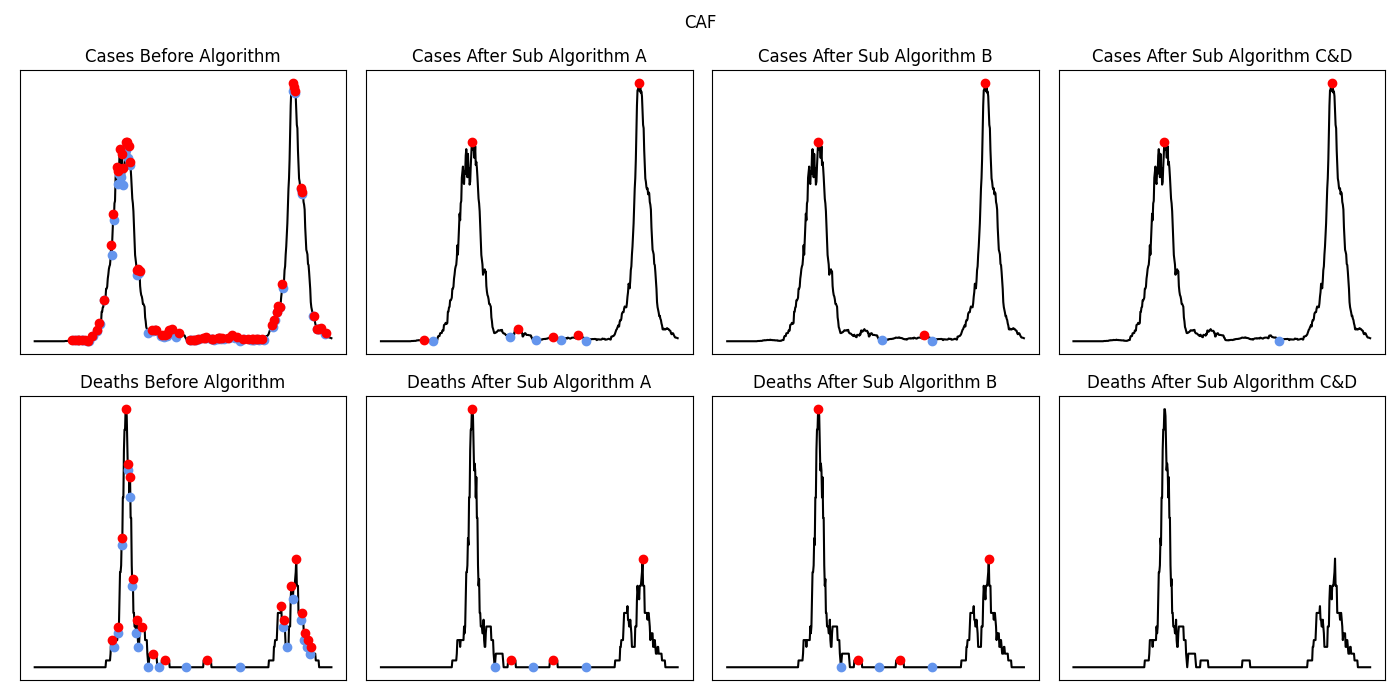 CAF
Cases Before Algorithm
Cases After Sub Algorithm A
Cases After Sub Algorithm B
Cases After Sub Algorithm C&D
Deaths Before Algorithm
Deaths After Sub Algorithm A
Deaths After Sub Algorithm B
Deaths After Sub Algorithm C&D